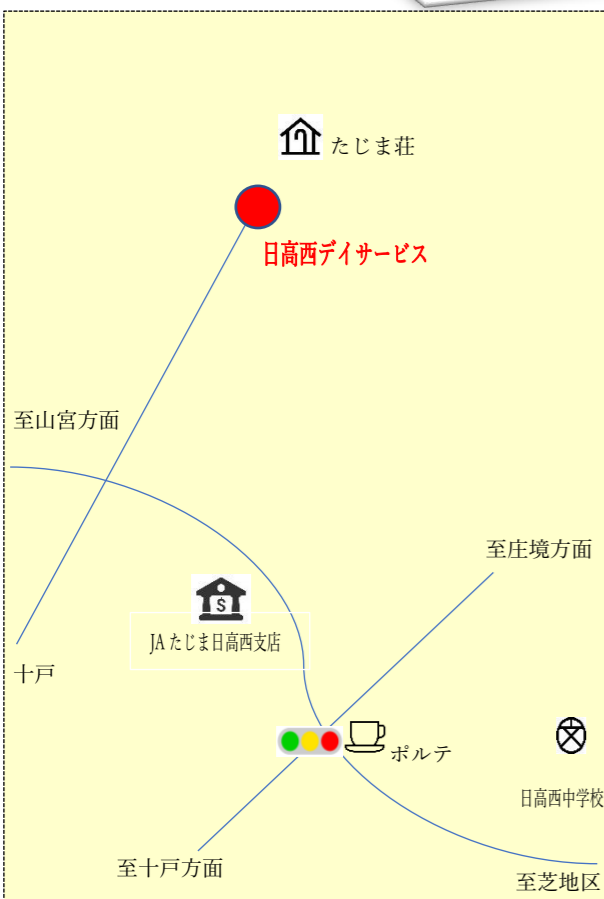 たじま荘
日高西デイサービス
至山宮方面
至庄境方面
$
JAたじま日高西支店
十戸
ポルテ
日高西中学校
至十戸方面
至芝地区